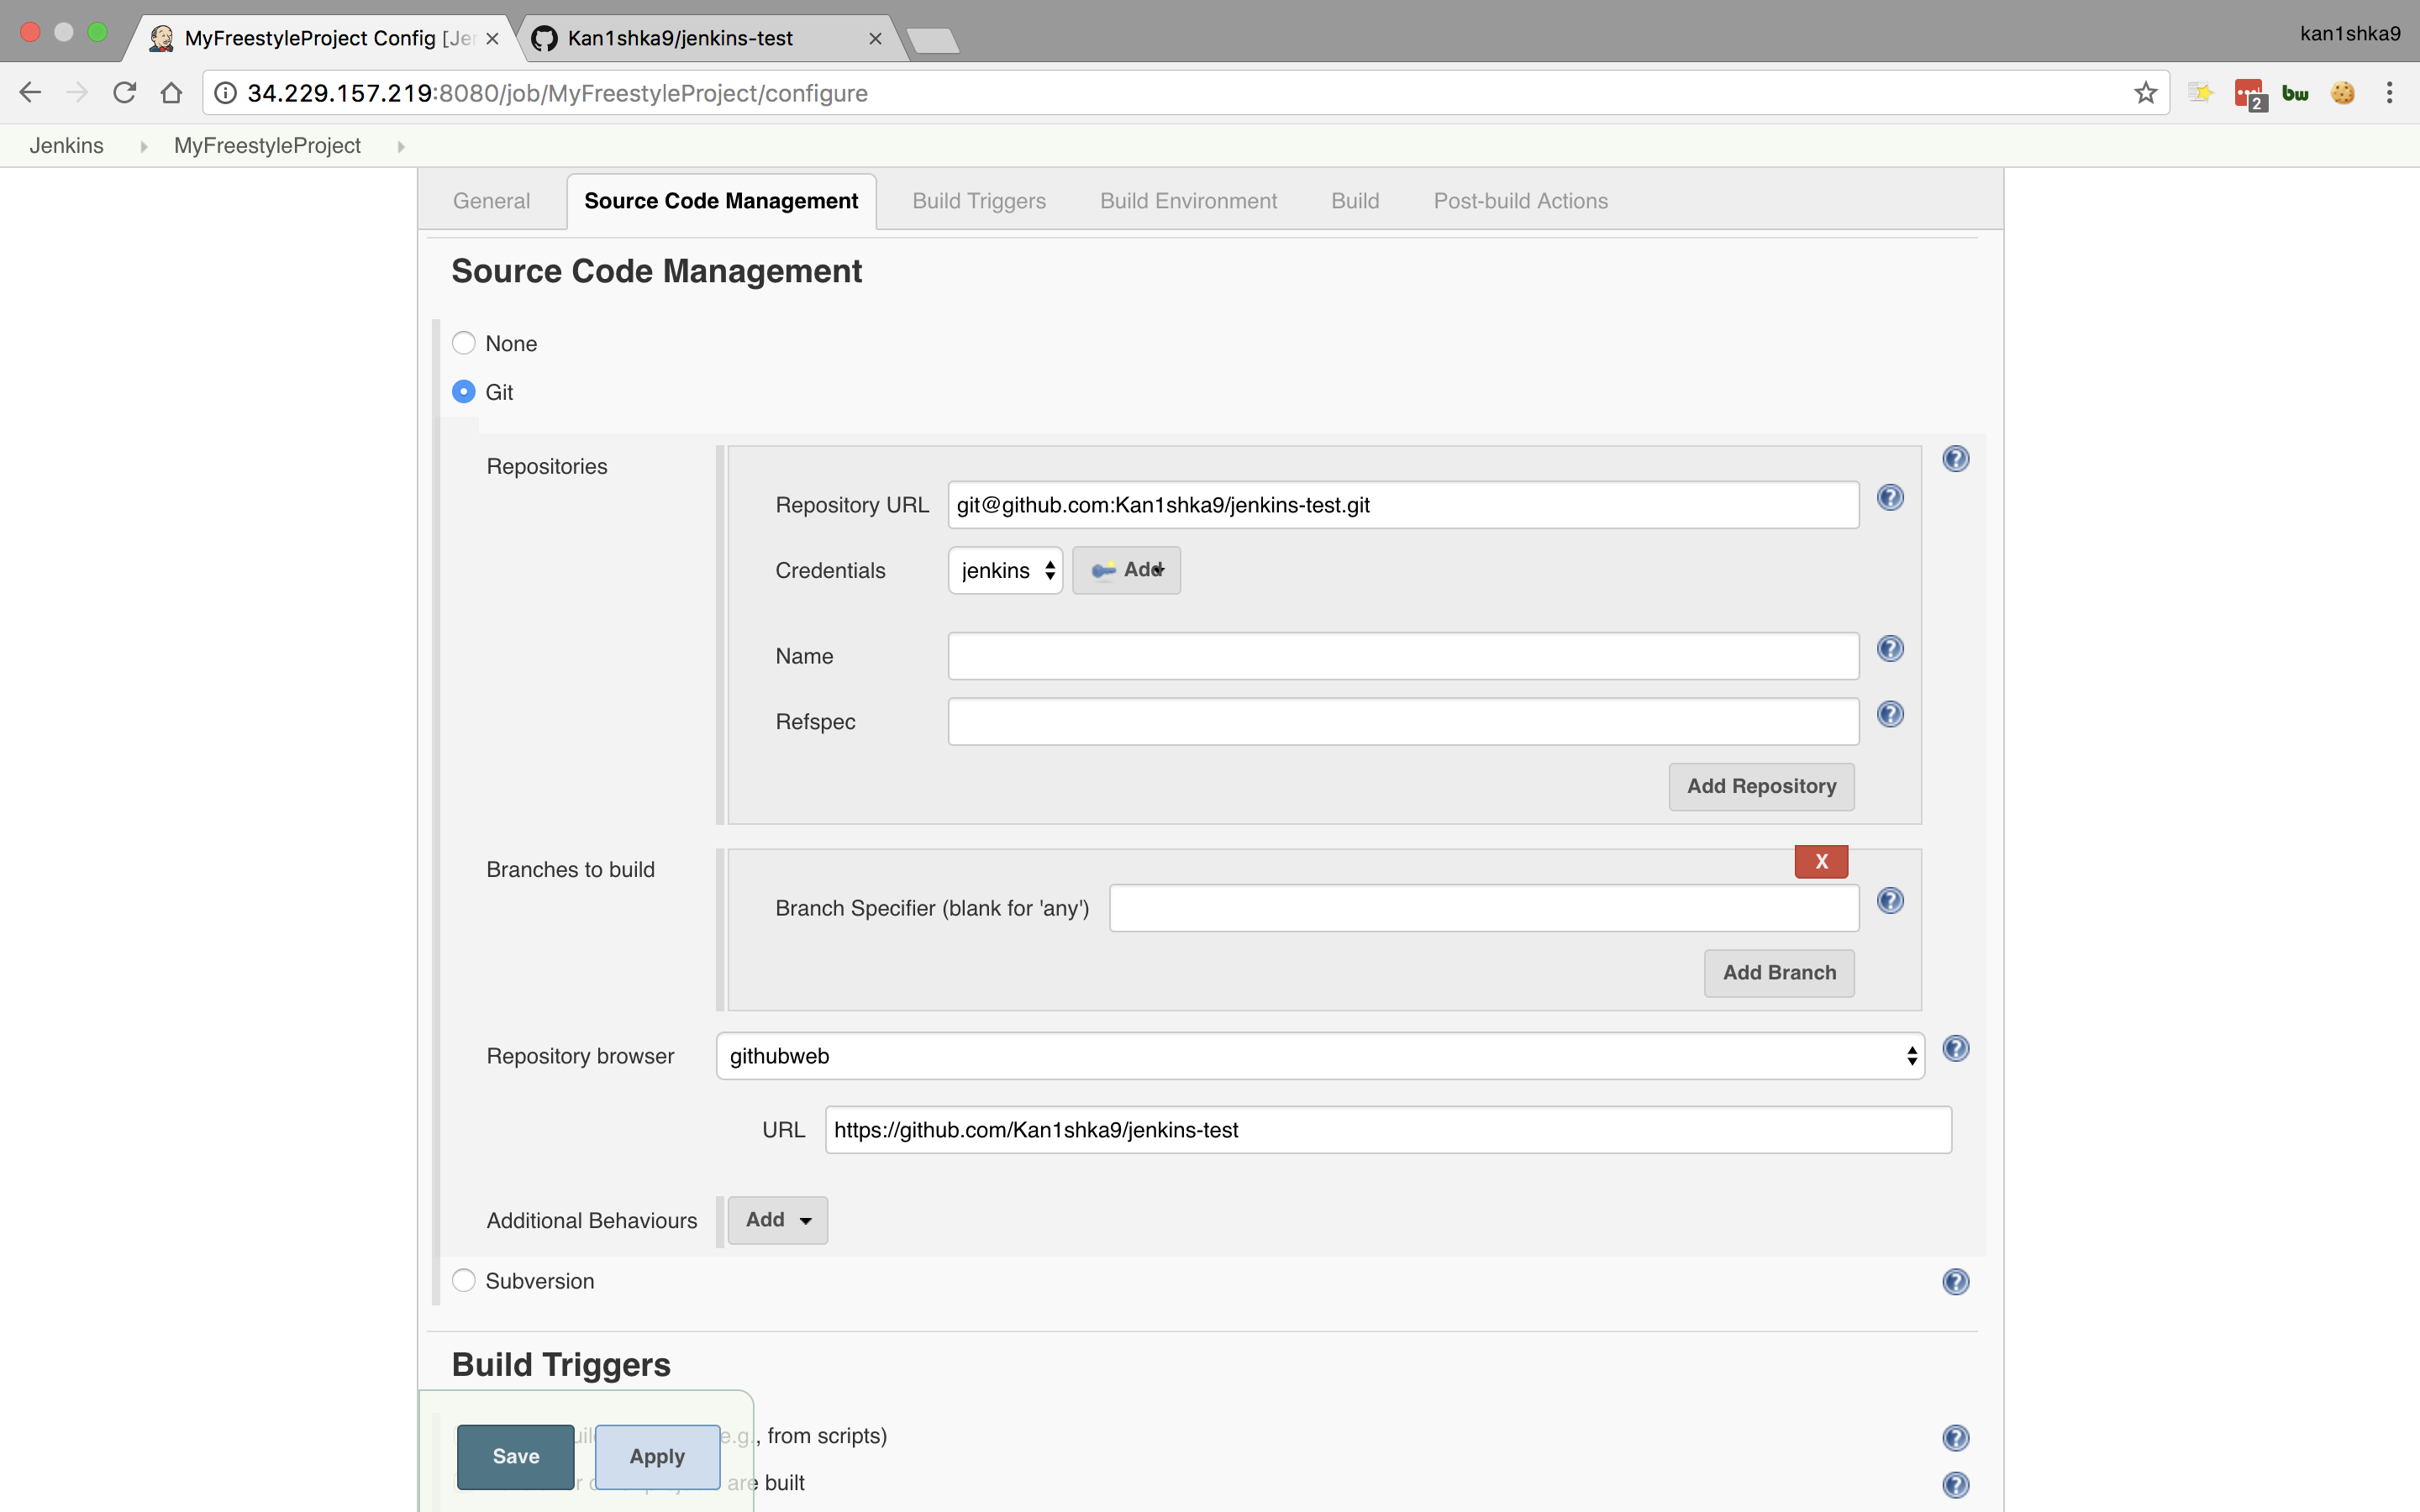 MyFreestyleProject Config [Je
Kan1shka9/jenkins-test
kan1shka9
34.229.157.219:8080/job/MyFreestyleProject/configure
2
bw
Jenkins
MyFreestyleProject
General
Source Code Management
Build Triggers
Build Environment
Build
Post-build Actions
Source Code Management
None
Git
Repositories
Repository URL
git@github.com:Kan1shka9/jenkins-test.git
Credentials
jenkins
Add
Name
Refspec
Add Repository
Branches to build
X
Branch Specifier (blank for 'any')
Add Branch
Repository browser
githubweb
URL
https://github.com/Kan1shka9/jenkins-test
Additional Behaviours
Add
Subversion
Build Triggers
e.g., from scripts)
are built
Save
Apply